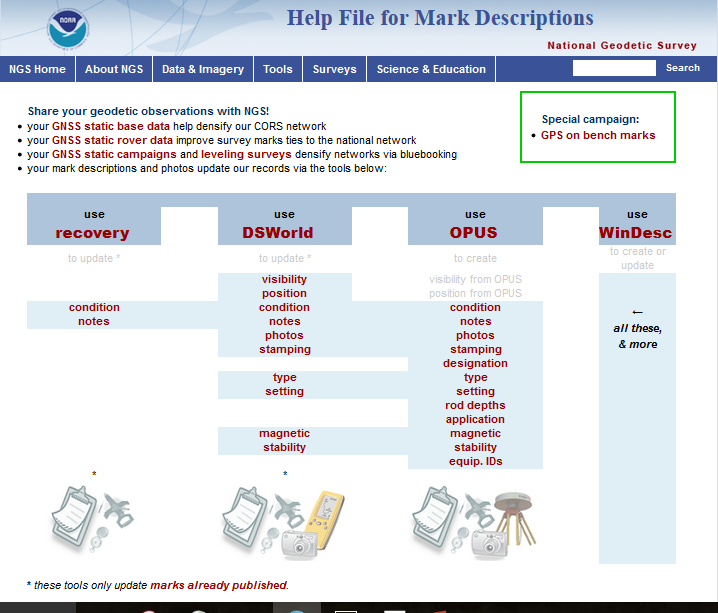 NOAA
Help File for Mark Descriptions
National Geodetic Survey
NGS Home About NGS Data & Imagery Tools Surveys Science & Education Search
Share your geodetic observations with NGS!
• your GNSS static base data help densify our CORS network
• your GNSS static rover data improve survey marks ties to the national network
• your GNSS static campaigns and leveling surveys densify networks via bluebooking
• your mark descriptions and photos update our records via the tools below:
Special campaign:
• GPS on bench marks
use
recovery
to update *
condition
notes
*
use
DSWorld
to update *
visibility
position
condition
notes
photos
stamping
type
setting
magnetic
stability
*
use
OPUS
to create
visibility from OPUS
position from OPUS
condition
notes
photos
stamping
designation
type
setting
rod depths
application
magnetic
stability
equip. IDs
use
WinDesc
to create or
update
←
all these,
& more
* these tools only update marks already published.